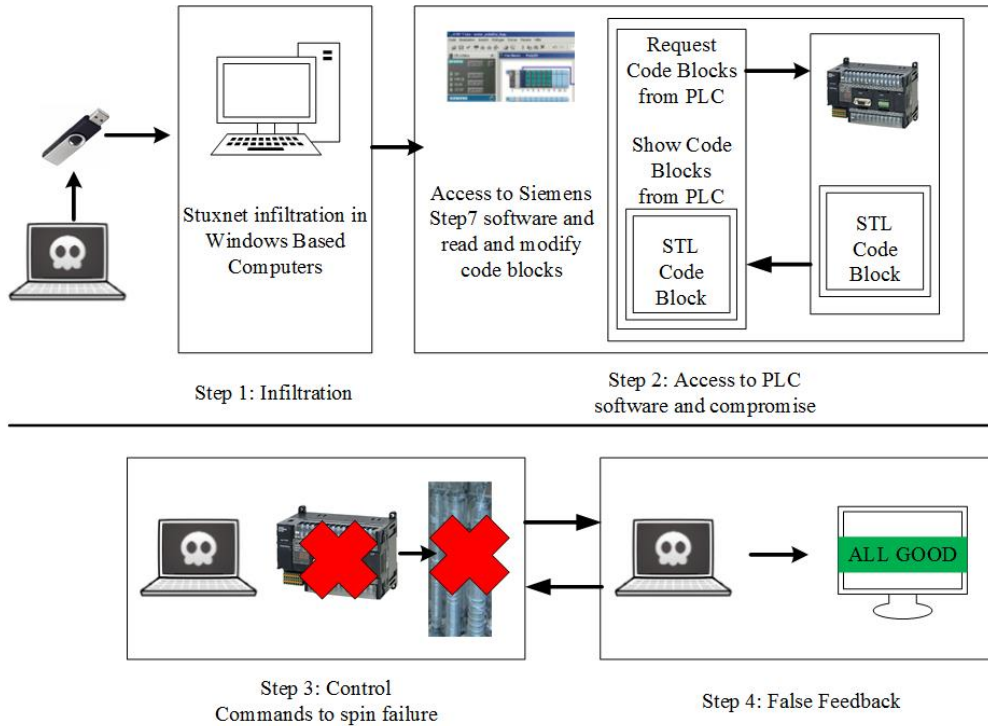 Request
Code Blocks
from PLC
Show Code
Blocks
from PLC
STL
Code
Block
STL
Code
Block
Stuxnet infiltration in
Windows Based
Computers
Access to Siemens
Step7 software and
read and modify
code blocks
Step 1: Infiltration
Step 2: Access to PLC
software and compromise
ALL GOOD
Step 3: Control
Commands to spin failure
Step 4: False Feedback